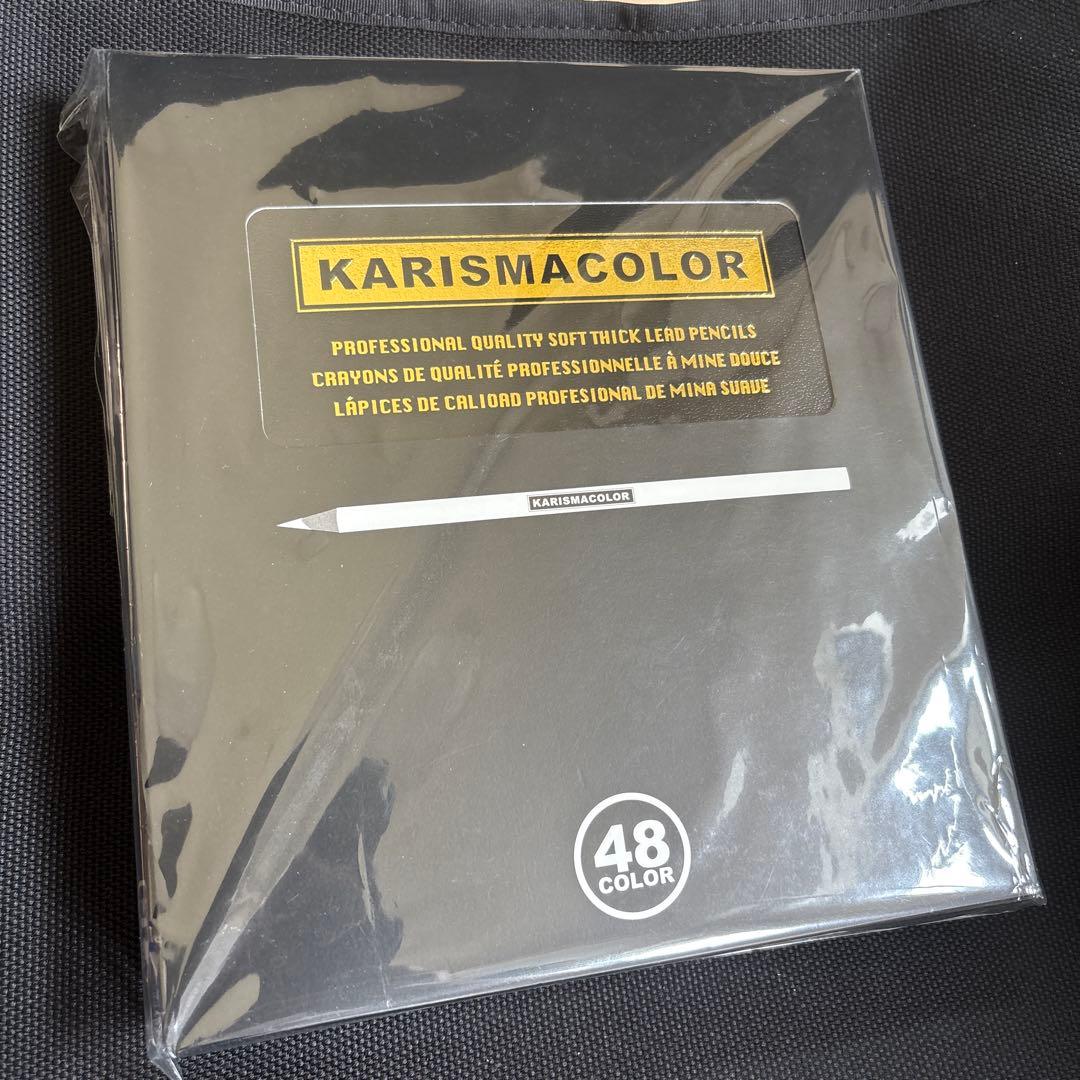 KARISMACOLOR
PROFESSIONAL QUALITY SOFT THICK LEAD PENCILS
CRAYONS DE QUALITÉ PROFESSIONNELLE À MINE DOUCE
LÁPICES DE CALIOAD PROFESIONAL DE MINA SUAVE
KARISMACOLOR
48
COLOR